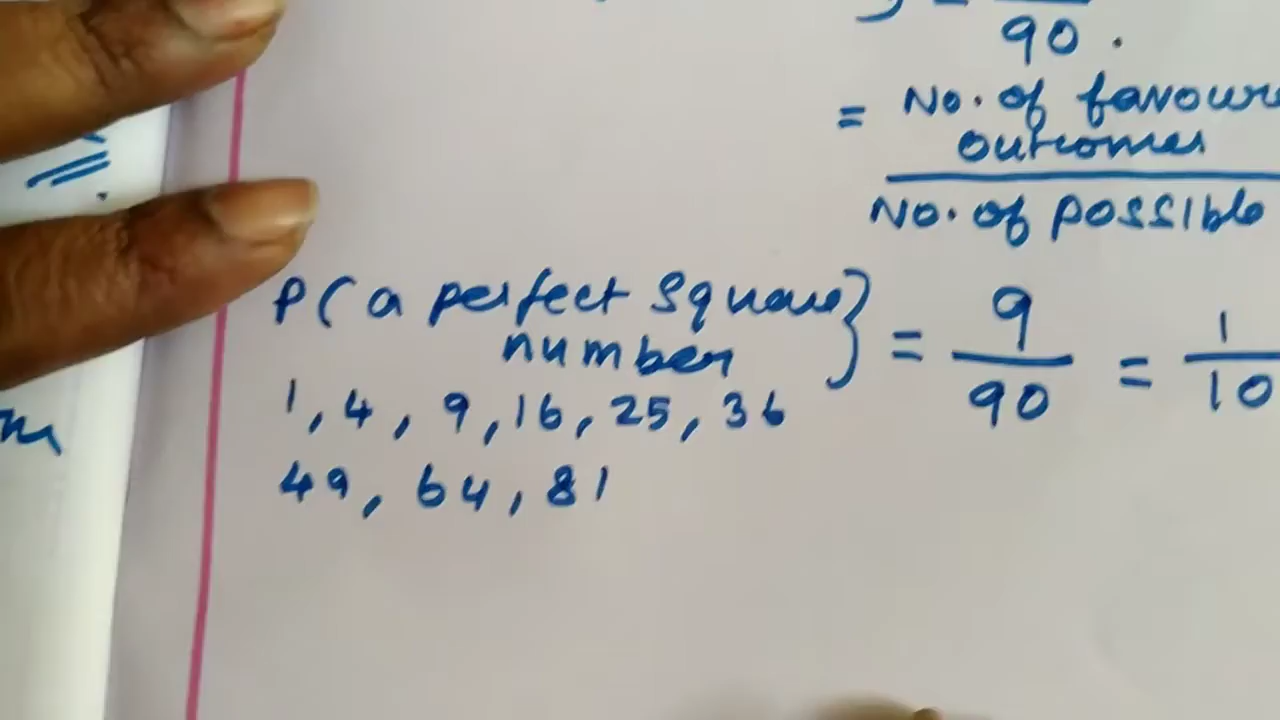 90.
= No. of favour
outcomes
No. of possible
P(a perfect square
number} = 9/90 = 1/10
1, 4, 9, 16, 25, 36
49, 64, 81